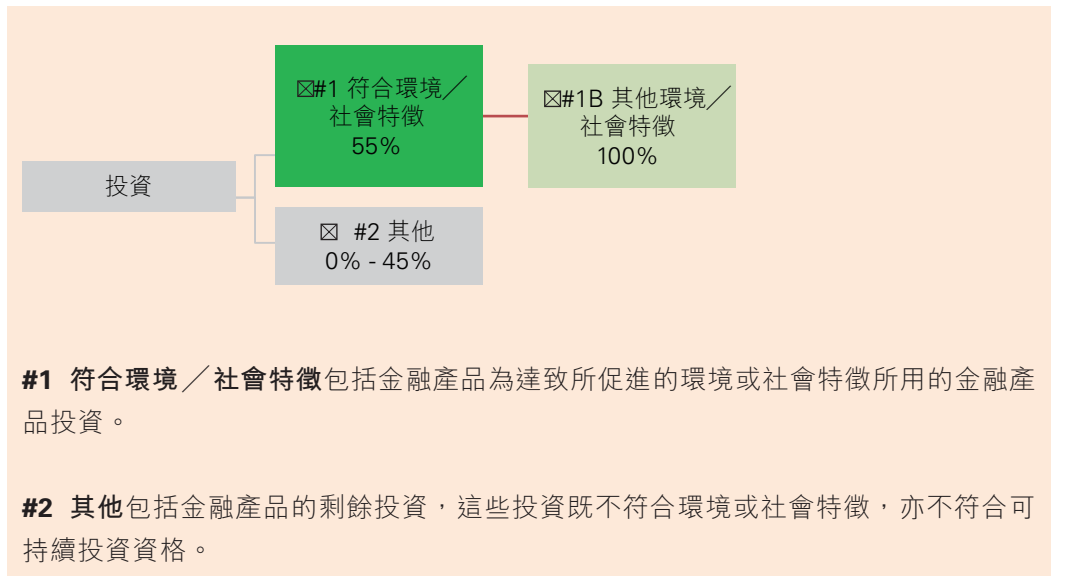 ☒#1 符合環境／
社會特徵
55%
☒#1B 其他環境／
社會特徵
100%
投資
☒ #2 其他
0% - 45%
#1 符合環境／社會特徵包括金融產品為達致所促進的環境或社會特徵所用的金融產
品投資。
#2 其他包括金融產品的剩餘投資，這些投資既不符合環境或社會特徵，亦不符合可
持續投資資格。